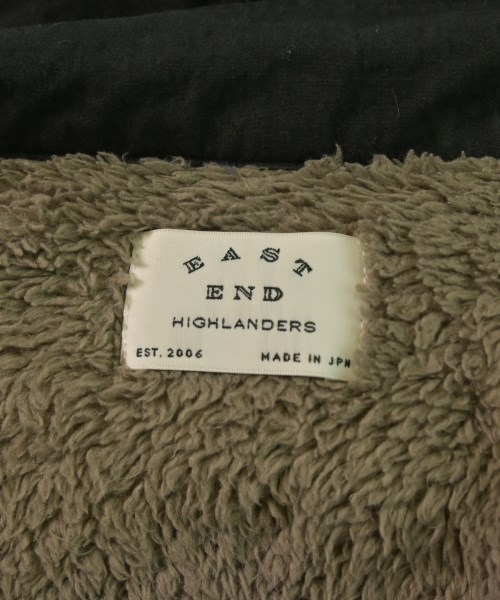 EAST
END
HIGHLANDERS
EST. 2006 MADE IN JPN